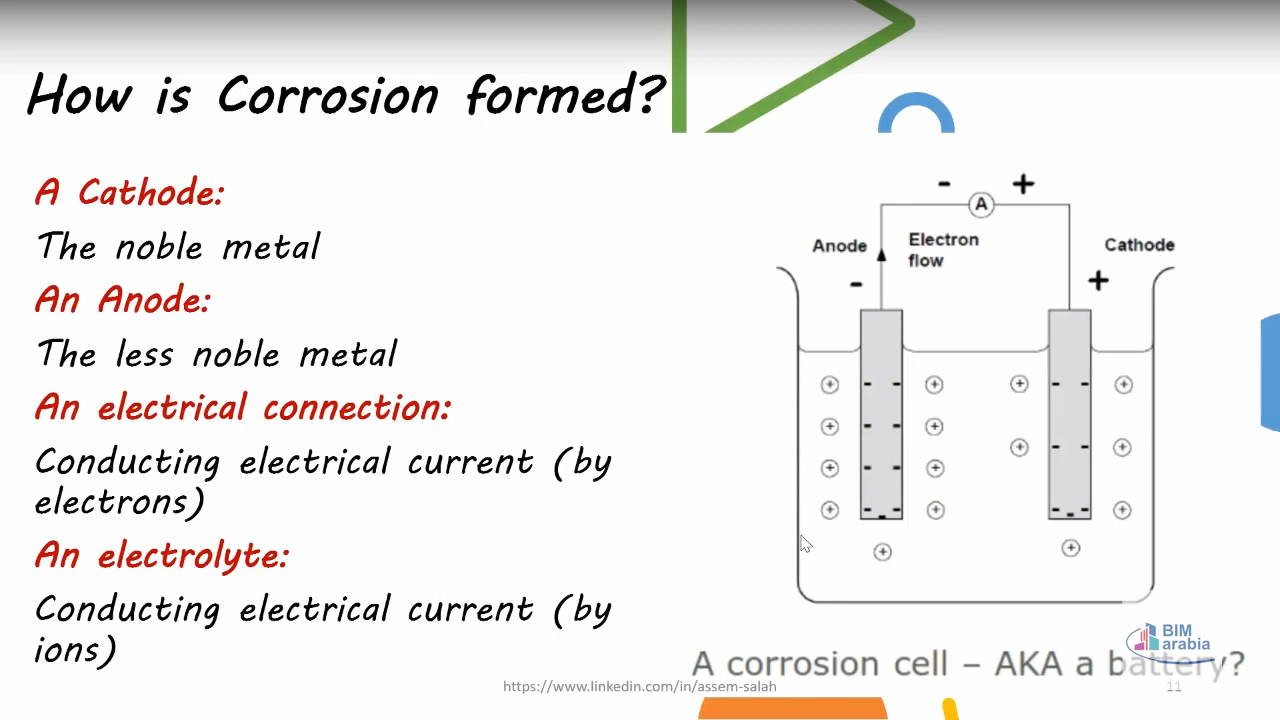 How is Corrosion formed?
A Cathode:
The noble metal
An Anode:
The less noble metal
An electrical connection:
Conducting electrical current (by
electrons)
An electrolyte:
Conducting electrical current (by
ions)
- +
A
Anode
Electron
flow
Cathode
- +
A corrosion cell – AKA a battery?
BIM
arabia
https://www.linkedin.com/in/assem-salah
11